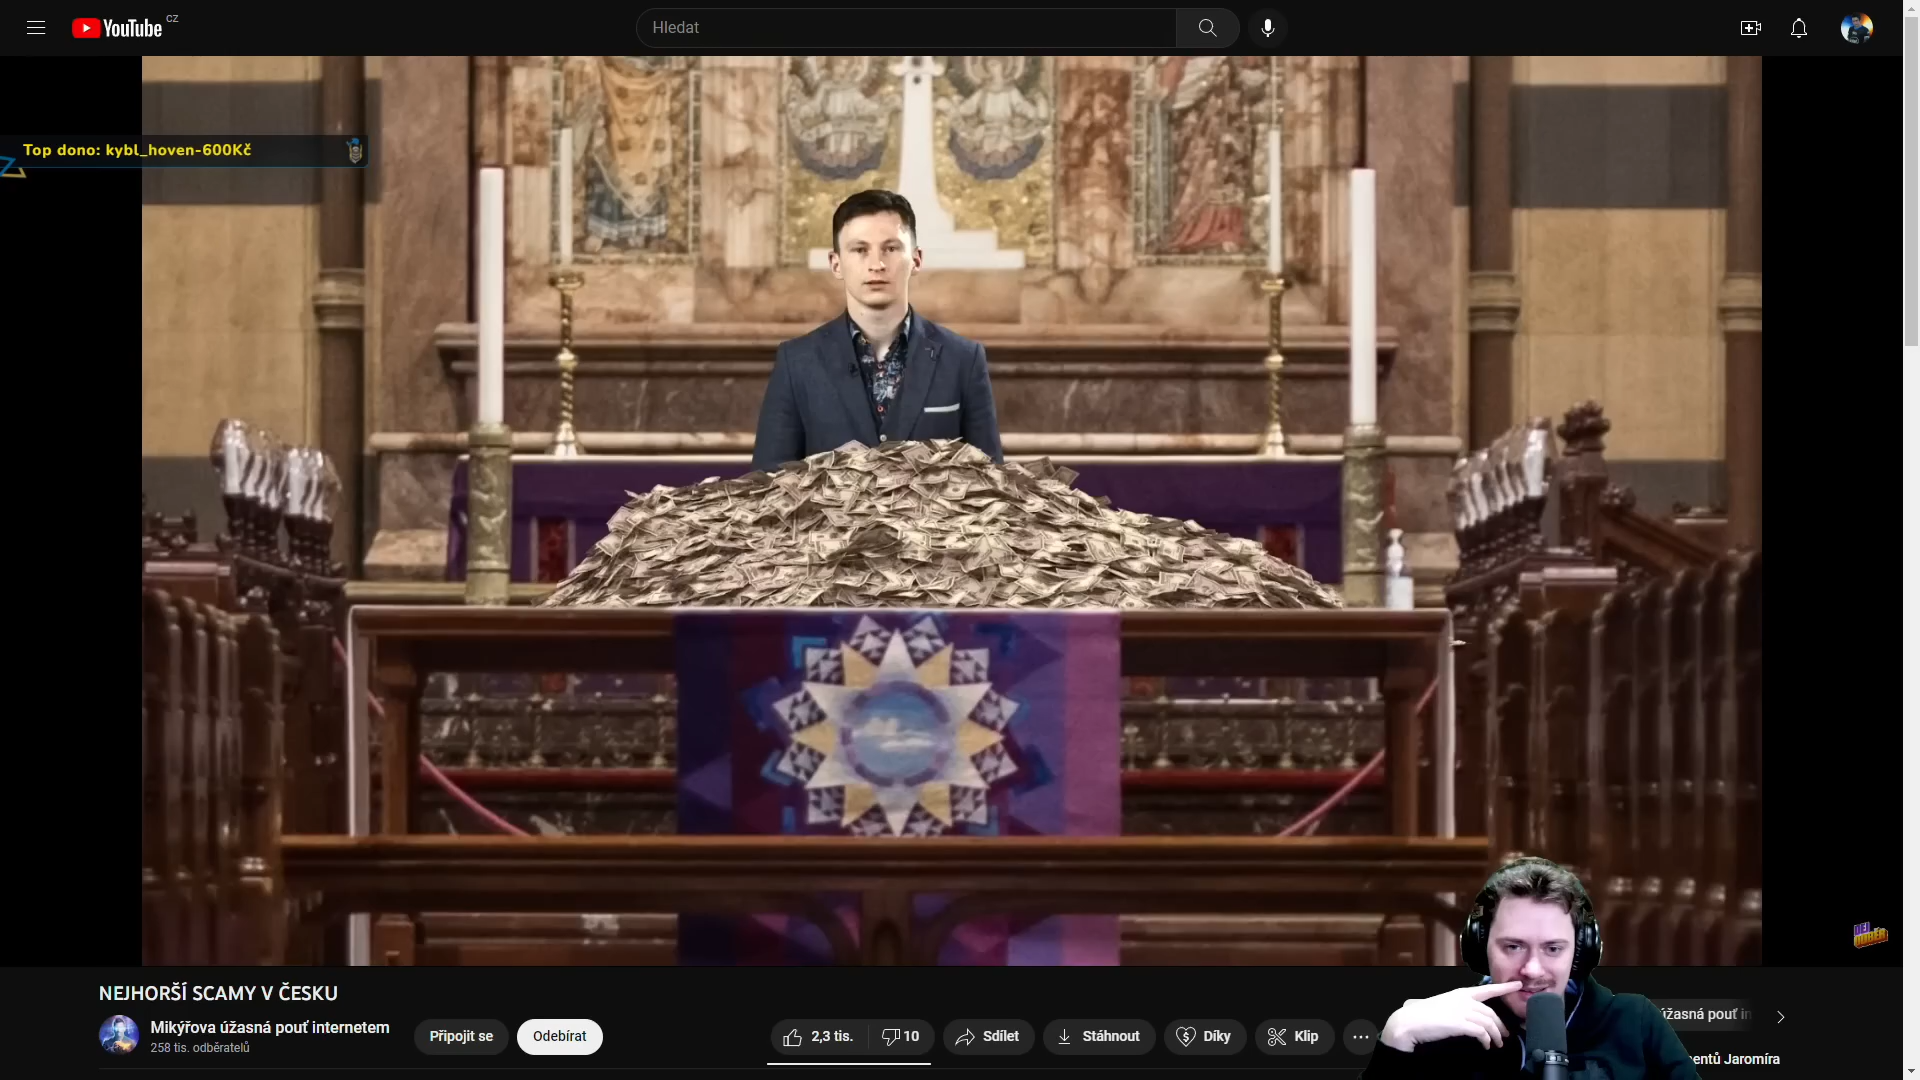 YouTube CZ
Hledat
Top dono: kybl_hoven-600Kč
NEJHORŠÍ SCAMY V ČESKU
Mikýřova úžasná pouť internetem
258 tis. odběratelů
Připojit se
Odebírat
2,3 tis.
10
Sdílet
Stáhnout
Díky
Klip
úžasná pouť in
entů Jaromíra